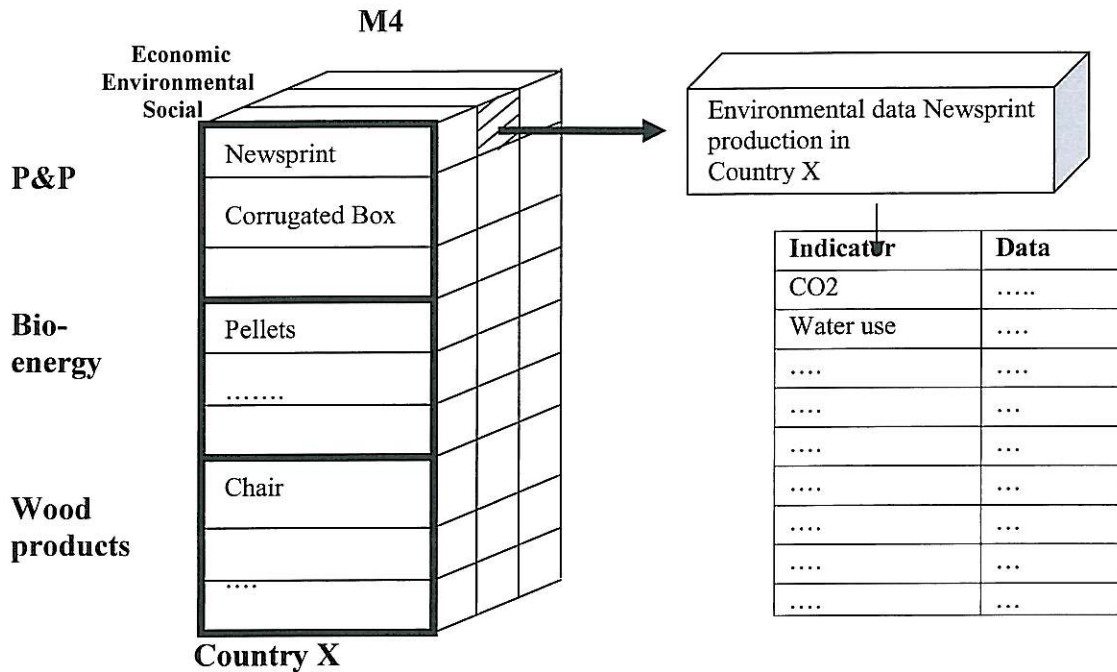 M4
Economic
Environmental
Social
P&P
Newsprint
Corrugated Box
Bio-
energy
Pellets
.......
Wood
products
Chair
....
Country X
Environmental data Newsprint
production in
Country X
Indicator Data
CO2 .....
Water use ....
.... ....
.... ...
.... ...
.... ...
.... ...
.... ...
.... ...